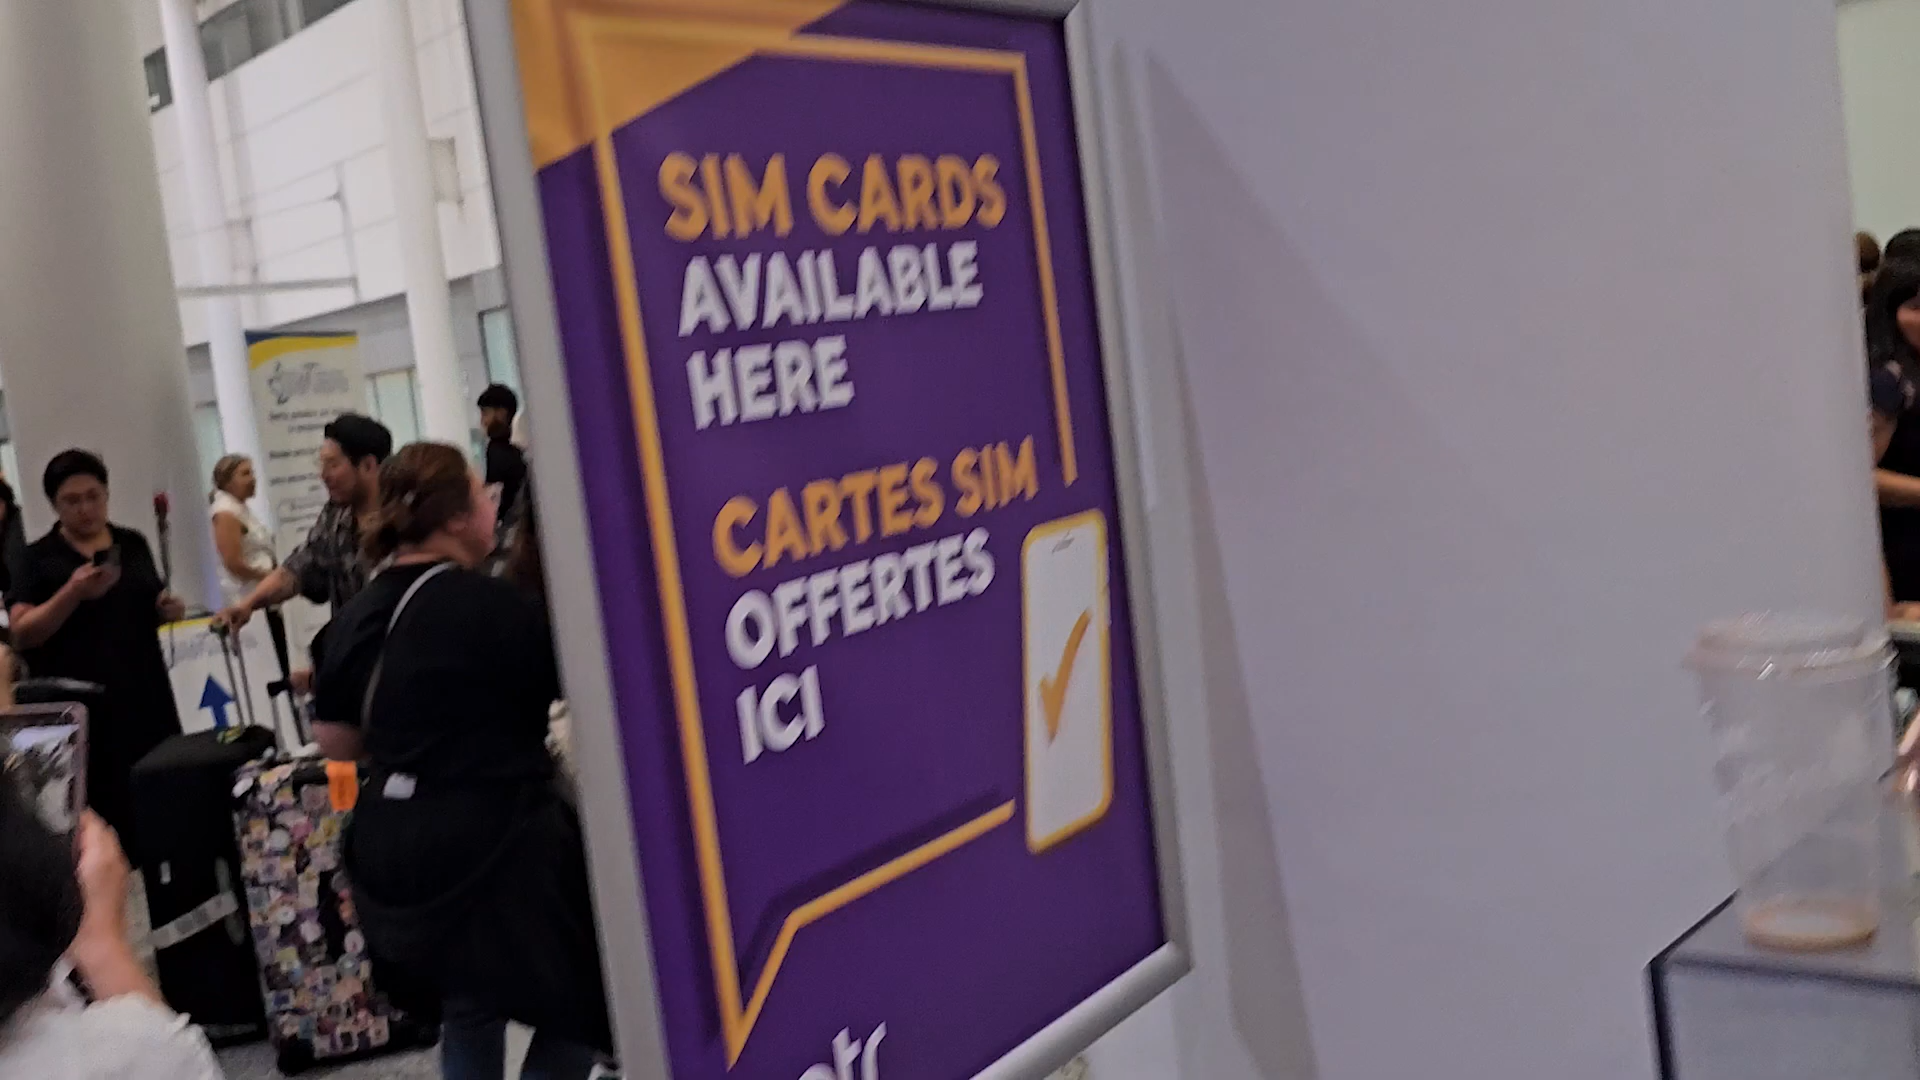 SIM CARDS
AVAILABLE
HERE
CARTES SIM
OFFERTES
ICI